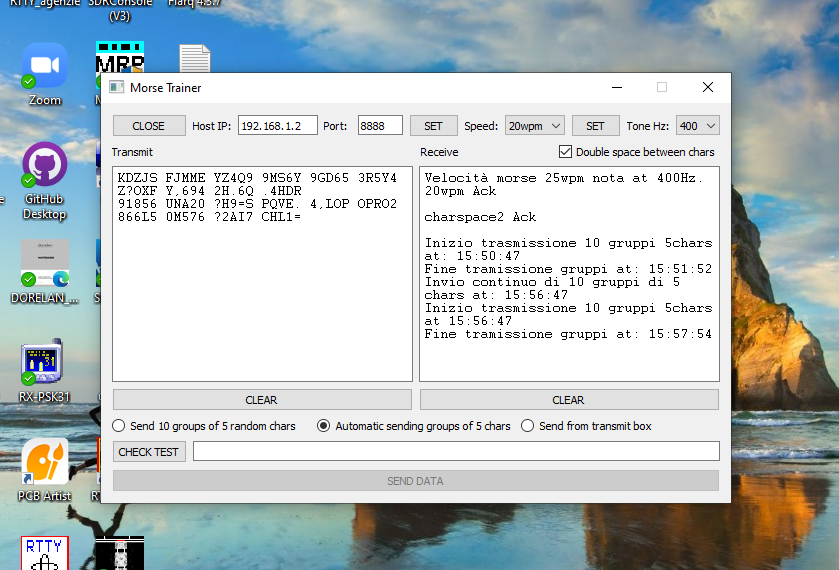 RTTY_agenzie
SDRConsole
(V3)
Flarq 4.3.7
Zoom
GitHub
Desktop
DORELAN_...
RX-PSK31
PCB Artist
RTTY
MRP
Morse Trainer
CLOSE Host IP: 192.168.1.2 Port: 8888 SET Speed: 20wpm SET Tone Hz: 400
Transmit
KDZJS FJMME YZ4Q9 9MS6Y 9GD65 3R5Y4
Z?OXF Y,694 2H.6Q .4HDR
91856 UNA20 ?H9=S PQVE. 4,LOP OPRO2
866L5 0M576 ?2AI7 CHL1=
CLEAR
Receive Double space between chars
Velocità morse 25wpm nota at 400Hz.
20wpm Ack
charspace2 Ack
Inizio trasmissione 10 gruppi 5chars
at: 15:50:47
Fine tramissione gruppi at: 15:51:52
Invio continuo di 10 gruppi di 5
chars at: 15:56:47
Inizio trasmissione 10 gruppi 5chars
at 15:56:47
Fine tramissione gruppi at: 15:57:54
CLEAR
Send 10 groups of 5 random chars Automatic sending groups of 5 chars Send from transmit box
CHECK TEST
SEND DATA